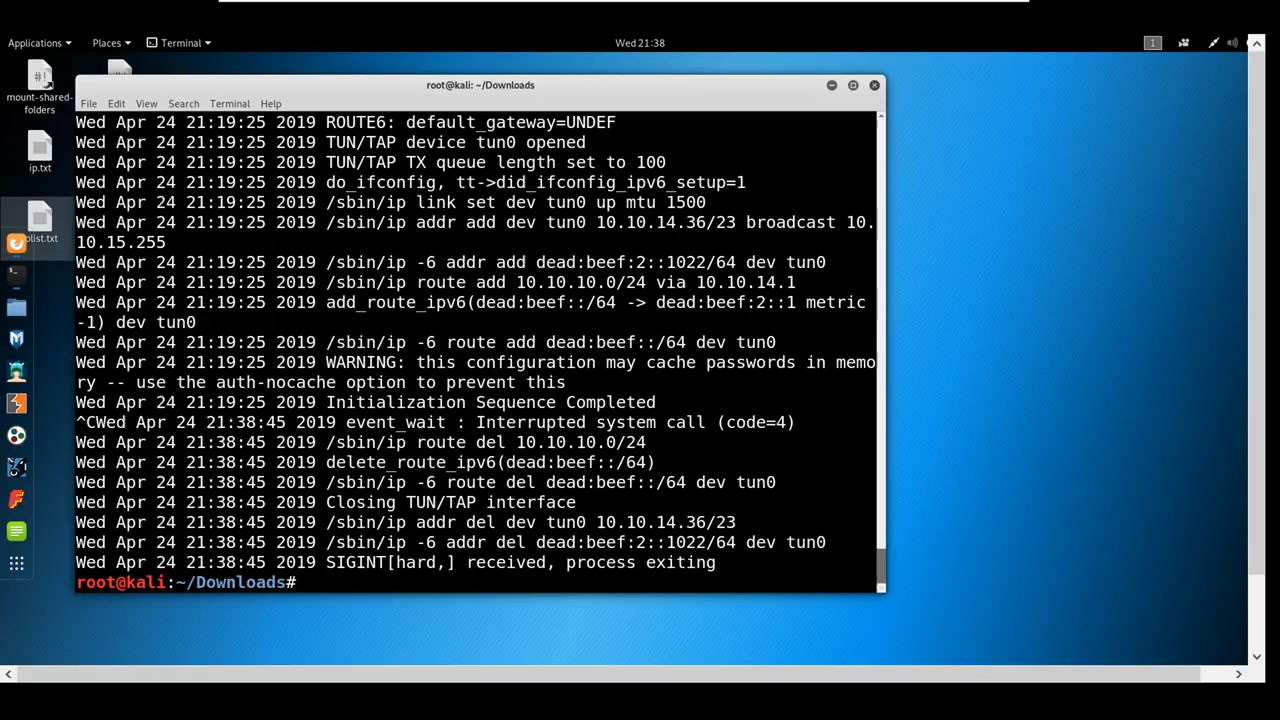 Applications Places Terminal Wed 21:38 1
mount-shared-
folders
ip.txt
root@kali: ~/Downloads
File Edit View Search Terminal Help
Wed Apr 24 21:19:25 2019 ROUTE6: default_gateway=UNDEF
Wed Apr 24 21:19:25 2019 TUN/TAP device tun0 opened
Wed Apr 24 21:19:25 2019 TUN/TAP TX queue length set to 100
Wed Apr 24 21:19:25 2019 do_ifconfig, tt->did_ifconfig_ipv6_setup=1
Wed Apr 24 21:19:25 2019 /sbin/ip link set dev tun0 up mtu 1500
Wed Apr 24 21:19:25 2019 /sbin/ip addr add dev tun0 10.10.14.36/23 broadcast 10.
10.15.255
Wed Apr 24 21:19:25 2019 /sbin/ip -6 addr add dead:beef:2::1022/64 dev tun0
Wed Apr 24 21:19:25 2019 /sbin/ip route add 10.10.10.0/24 via 10.10.14.1
Wed Apr 24 21:19:25 2019 add_route_ipv6(dead:beef::/64 -> dead:beef:2::1 metric
-1) dev tun0
Wed Apr 24 21:19:25 2019 /sbin/ip -6 route add dead:beef::/64 dev tun0
Wed Apr 24 21:19:25 2019 WARNING: this configuration may cache passwords in memo
ry -- use the auth-nocache option to prevent this
Wed Apr 24 21:19:25 2019 Initialization Sequence Completed
^CWed Apr 24 21:38:45 2019 event_wait : Interrupted system call (code=4)
Wed Apr 24 21:38:45 2019 /sbin/ip route del 10.10.10.0/24
Wed Apr 24 21:38:45 2019 delete_route_ipv6(dead:beef::/64)
Wed Apr 24 21:38:45 2019 /sbin/ip -6 route del dead:beef::/64 dev tun0
Wed Apr 24 21:38:45 2019 Closing TUN/TAP interface
Wed Apr 24 21:38:45 2019 /sbin/ip addr del dev tun0 10.10.14.36/23
Wed Apr 24 21:38:45 2019 /sbin/ip -6 addr del dead:beef:2::1022/64 dev tun0
Wed Apr 24 21:38:45 2019 SIGINT[hard,] received, process exiting
root@kali:~/Downloads#